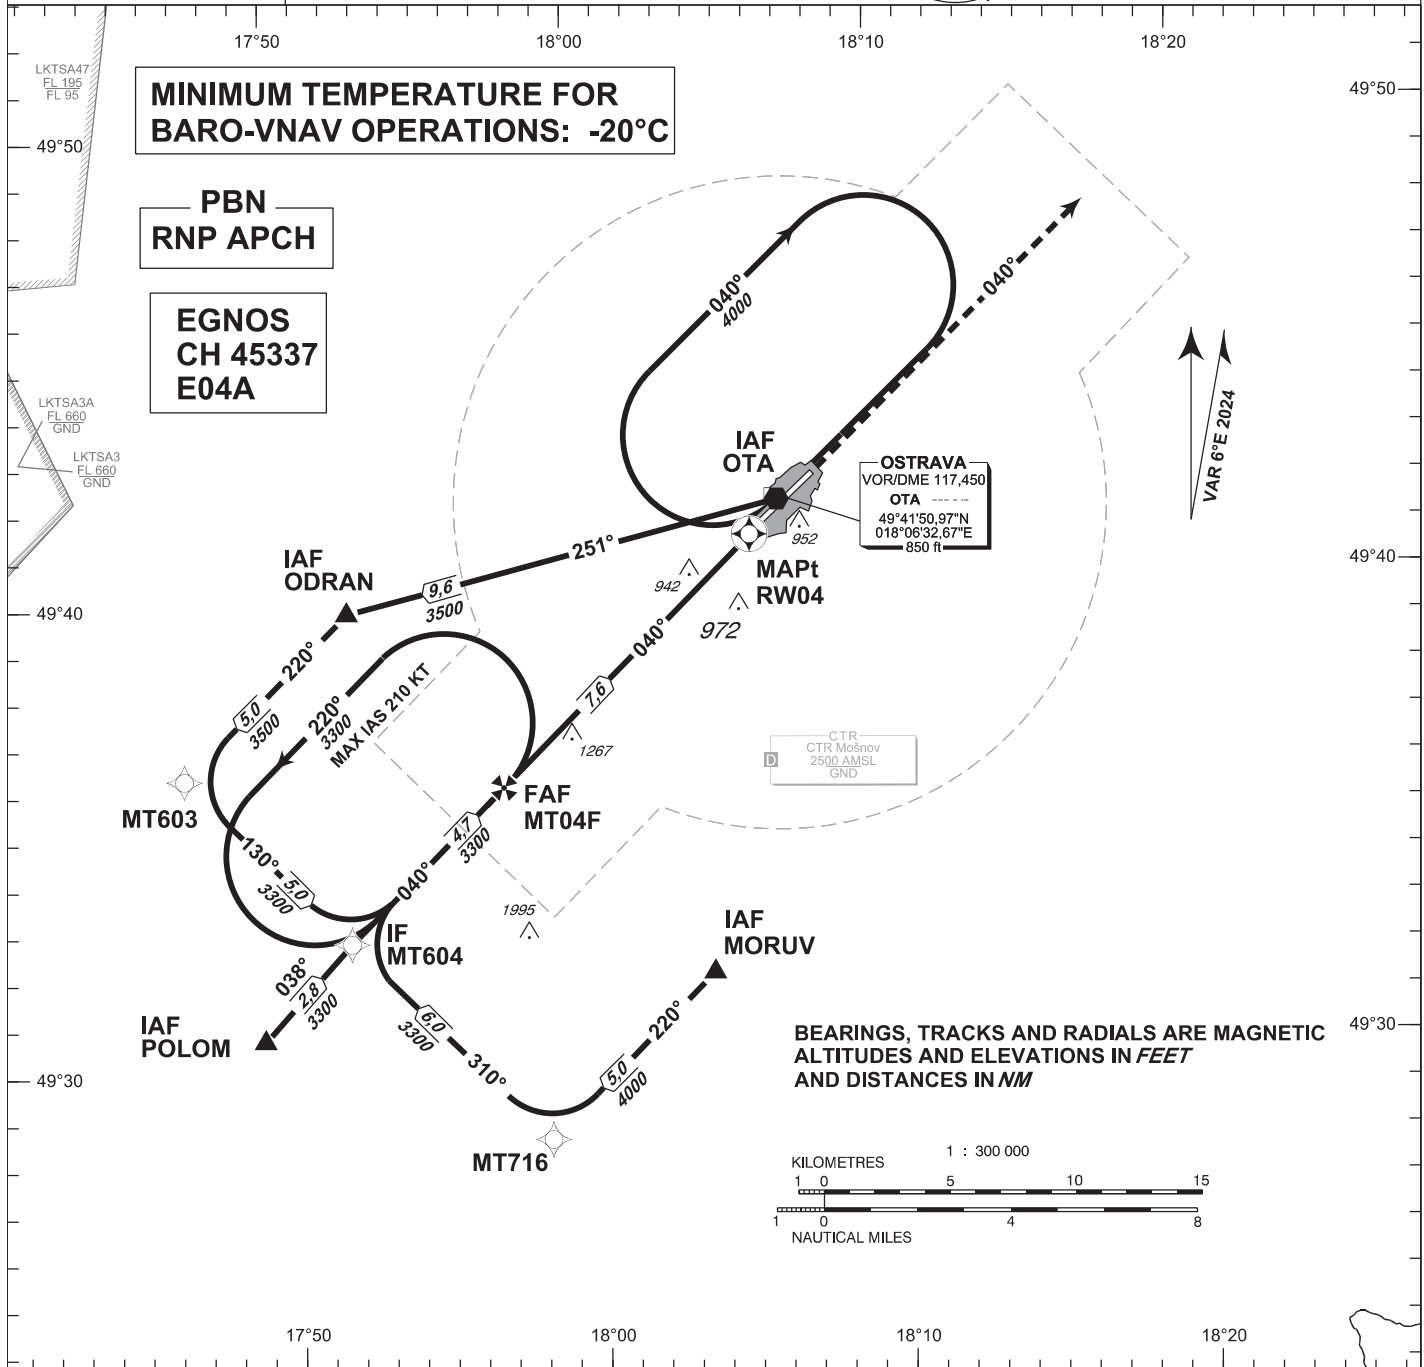 17°50
18°00
18°10
18°20
LKTSA47
FL 195
FL 95
MINIMUM TEMPERATURE FOR
BARO-VNAV OPERATIONS: -20°C
49°50
49°50
PBN
RNP APCH
EGNOS
CH 45337
E04A
040°
4000
040°
VAR 6°E 2024
LKTSA3A
FL 660
GND
LKTSA3
FL 660
GND
IAF
OTA
OSTRAVA
VOR/DME 117,450
OTA
49°41'50,97"N
018°06'32,67"E
850 ft
952
251°
IAF
ODRAN
9,6
3500
942
MAPt
RW04
972
49°40
49°40
040°
220°
5,0
3500
220°
3300
MAX IAS 210 KT
7,6
1267
CTR
CTR Mošnov
2500 AMSL
GND
D
MT603
FAF
MT04F
4,7
3300
130°
5,0
3300
040°
1995
IF
MT604
IAF
MORUV
038°
2,8
3300
IAF
POLOM
6,0
3300
310°
220°
5,0
4000
MT716
49°30
49°30
BEARINGS, TRACKS AND RADIALS ARE MAGNETIC
ALTITUDES AND ELEVATIONS IN FEET
AND DISTANCES IN NM
1 : 300 000
KILOMETRES
1 0 5 10 15
1 0 4 8
NAUTICAL MILES
17°50
18°00
18°10
18°20